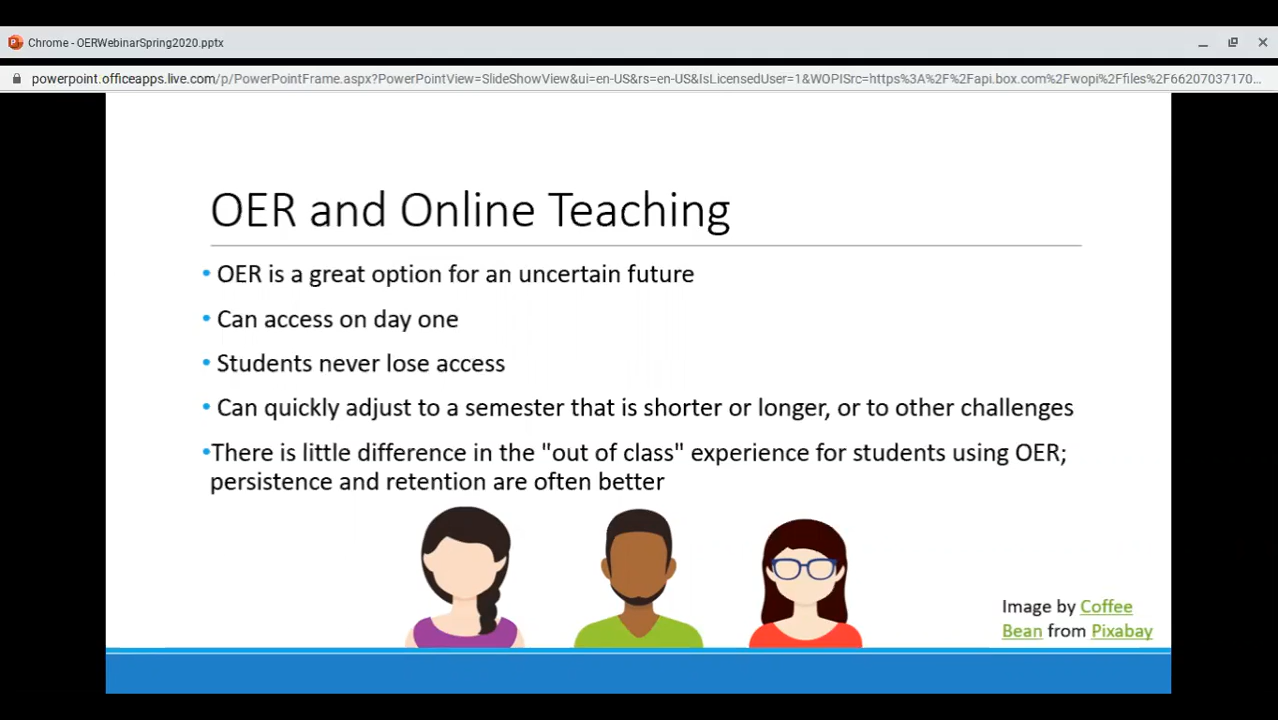 Chrome - OERWebinarSpring2020.pptx
powerpoint.officeapps.live.com/p/PowerPointFrame.aspx?PowerPointView=SlideShowView&ui=en-US&rs=en-US&IsLicensedUser=1&WOPISrc=https%3A%2F%2Fapi.box.com%2Fwopi%2Ffiles%2F66207037170...
OER and Online Teaching
• OER is a great option for an uncertain future
• Can access on day one
• Students never lose access
• Can quickly adjust to a semester that is shorter or longer, or to other challenges
•There is little difference in the "out of class" experience for students using OER;
persistence and retention are often better
Image by Coffee
Bean from Pixabay